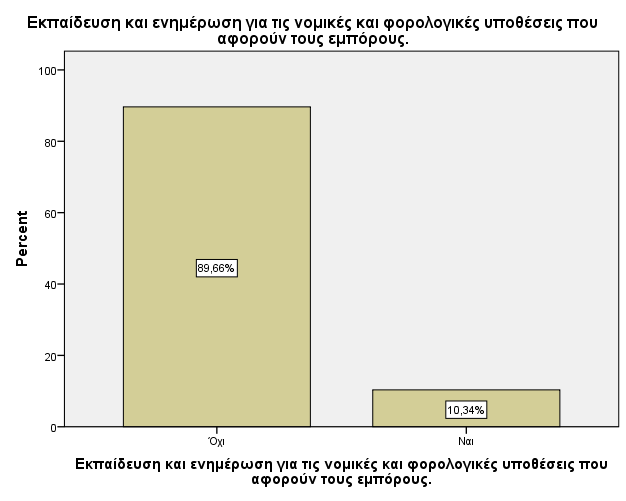 Εκπαίδευση και ενημέρωση για τις νομικές και φορολογικές υποθέσεις που
αφορούν τους εμπόρους.
100
80
60
40
20
0
Percent
89,66%
10,34%
Όχι
Ναι
Εκπαίδευση και ενημέρωση για τις νομικές και φορολογικές υποθέσεις που
αφορούν τους εμπόρους.